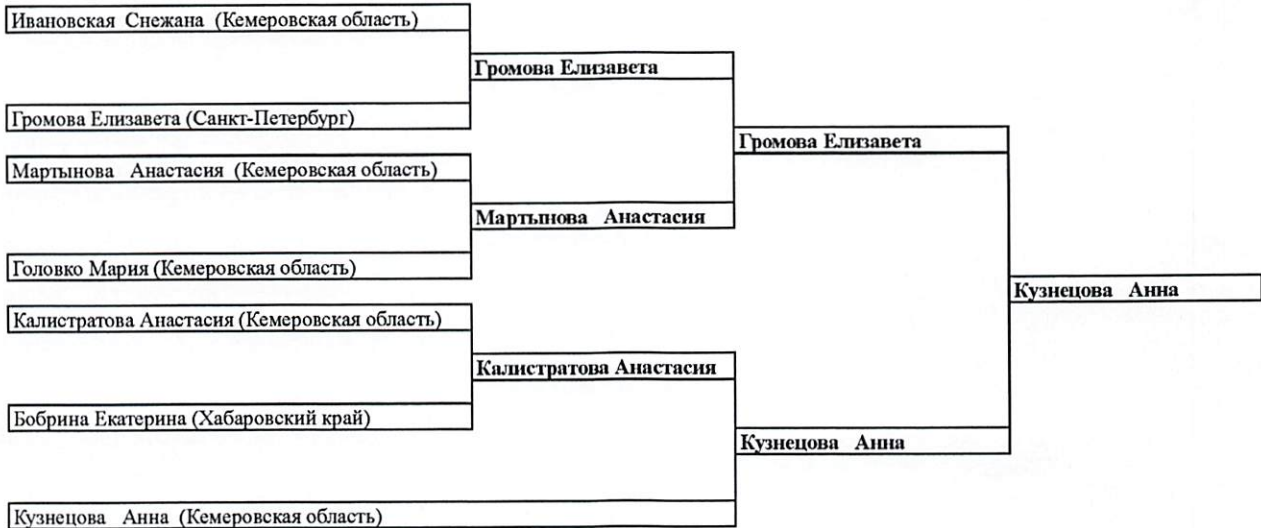 Ивановская Снежана (Кемеровская область)
Громова Елизавета
Громова Елизавета (Санкт-Петербург)
Громова Елизавета
Мартынова Анастасия (Кемеровская область)
Мартынова Анастасия
Головко Мария (Кемеровская область)
Кузнецова Анна
Калистратова Анастасия (Кемеровская область)
Калистратова Анастасия
Бобрина Екатерина (Хабаровский край)
Кузнецова Анна
Кузнецова Анна (Кемеровская область)